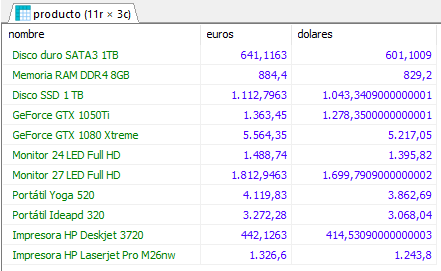 producto (11r × 3c)
nombre euros dolares
Disco duro SATA3 1TB 641,1163 601,1009
Memoria RAM DDR4 8GB 884,4 829,2
Disco SSD 1 TB 1.112,7963 1.043,3409000000001
GeForce GTX 1050Ti 1.363,45 1.278,3500000000001
GeForce GTX 1080 Xtreme 5.564,35 5.217,05
Monitor 24 LED Full HD 1.488,74 1.395,82
Monitor 27 LED Full HD 1.812,9463 1.699,7909000000002
Portátil Yoga 520 4.119,83 3.862,69
Portátil Ideapd 320 3.272,28 3.068,04
Impresora HP Deskjet 3720 442,1263 414,53090000000003
Impresora HP Laserjet Pro M26nw 1.326,6 1.243,8